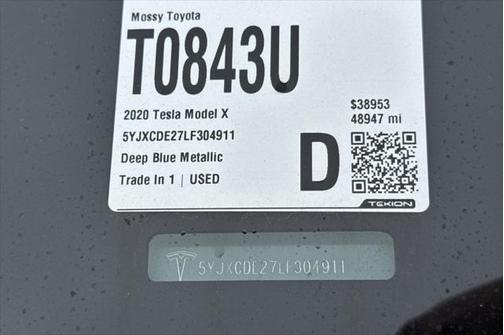 Mossy Toyota
T0843U
2020 Tesla Model X
$38953
5YJXCDE27LF304911
48947 mi
Deep Blue Metallic
Trade In 1 | USED
D
TEKION
5YJXCDE27LF304911